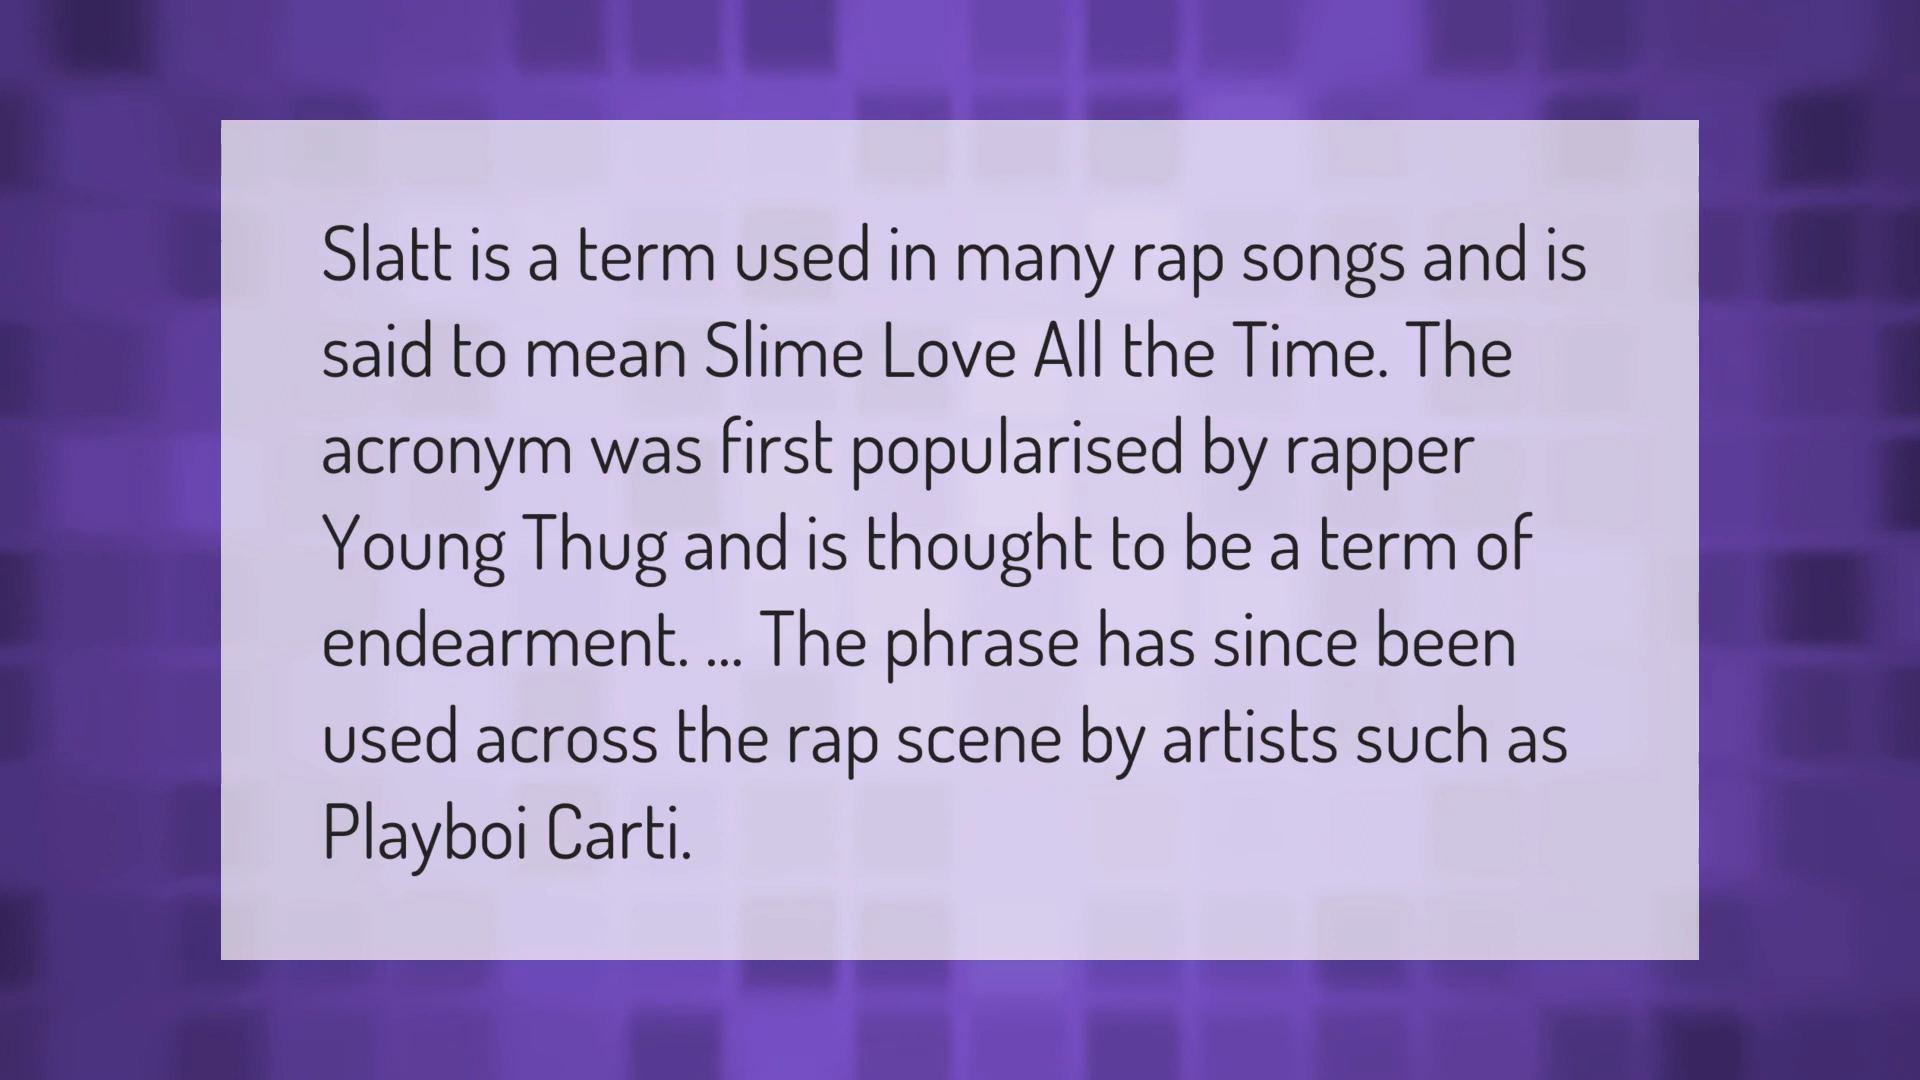 Slatt is a term used in many rap songs and is
said to mean Slime Love All the Time. The
acronym was first popularised by rapper
Young Thug and is thought to be a term of
endearment. ... The phrase has since been
used across the rap scene by artists such as
Playboi Carti.